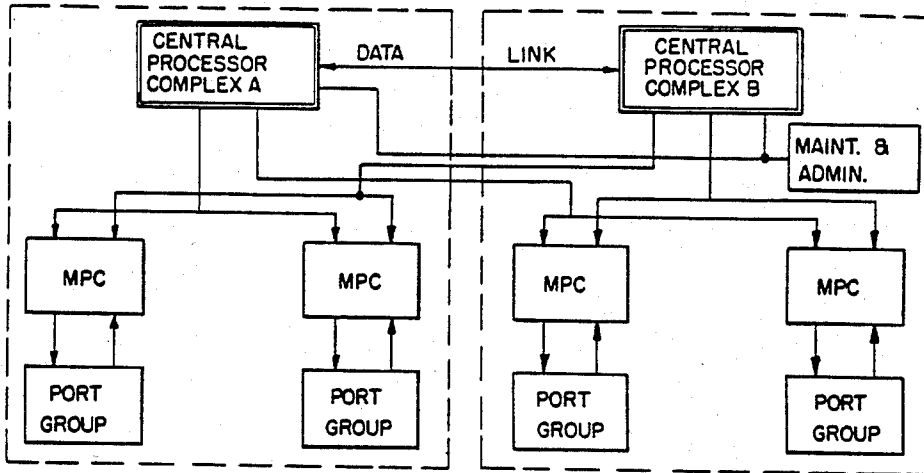 CENTRAL
PROCESSOR
COMPLEX A
DATA
LINK
CENTRAL
PROCESSOR
COMPLEX B
MAINT. &
ADMIN.
MPC
MPC
MPC
MPC
PORT
GROUP
PORT
GROUP
PORT
GROUP
PORT
GROUP